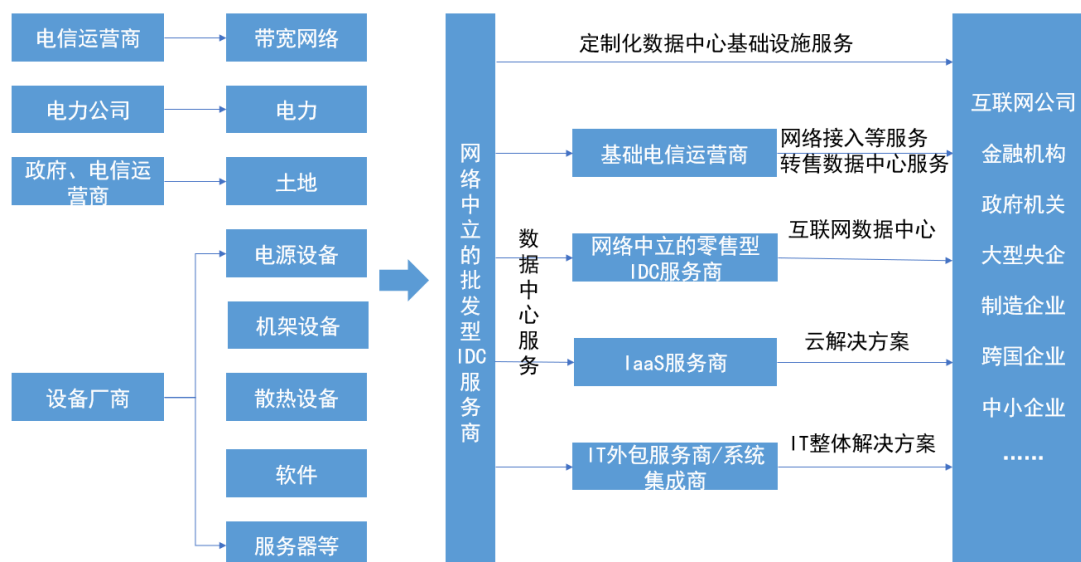 电信运营商
带宽网络
电力公司
电力
政府、电信运
营商
土地
设备厂商
电源设备
机架设备
散热设备
软件
服务器等
网络中立的批发型IDC服务商
数据中心服务
定制化数据中心基础设施服务
基础电信运营商
网络接入等服务
转售数据中心服务
网络中立的零售型
IDC服务商
互联网数据中心
IaaS服务商
云解决方案
IT外包服务商/系统
集成商
IT整体解决方案
互联网公司
金融机构
政府机关
大型央企
制造企业
跨国企业
中小企业
……